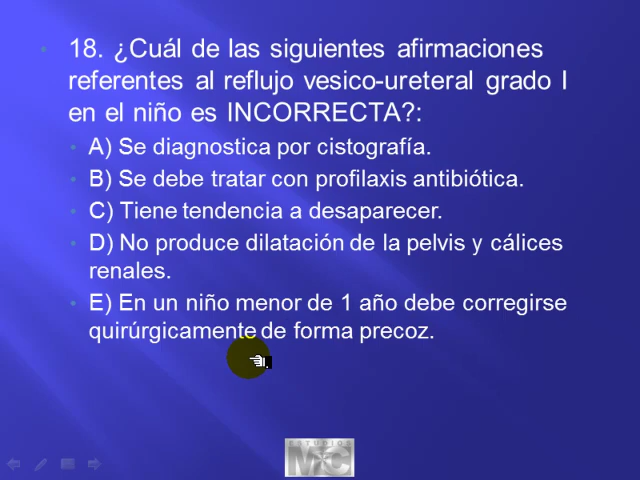 18. ¿Cuál de las siguientes afirmaciones
referentes al reflujo vesico-ureteral grado I
en el niño es INCORRECTA?:
A) Se diagnostica por cistografía.
B) Se debe tratar con profilaxis antibiótica.
C) Tiene tendencia a desaparecer.
D) No produce dilatación de la pelvis y cálices
renales.
E) En un niño menor de 1 año debe corregirse
quirúrgicamente de forma precoz.
ESTUDIOS
MC